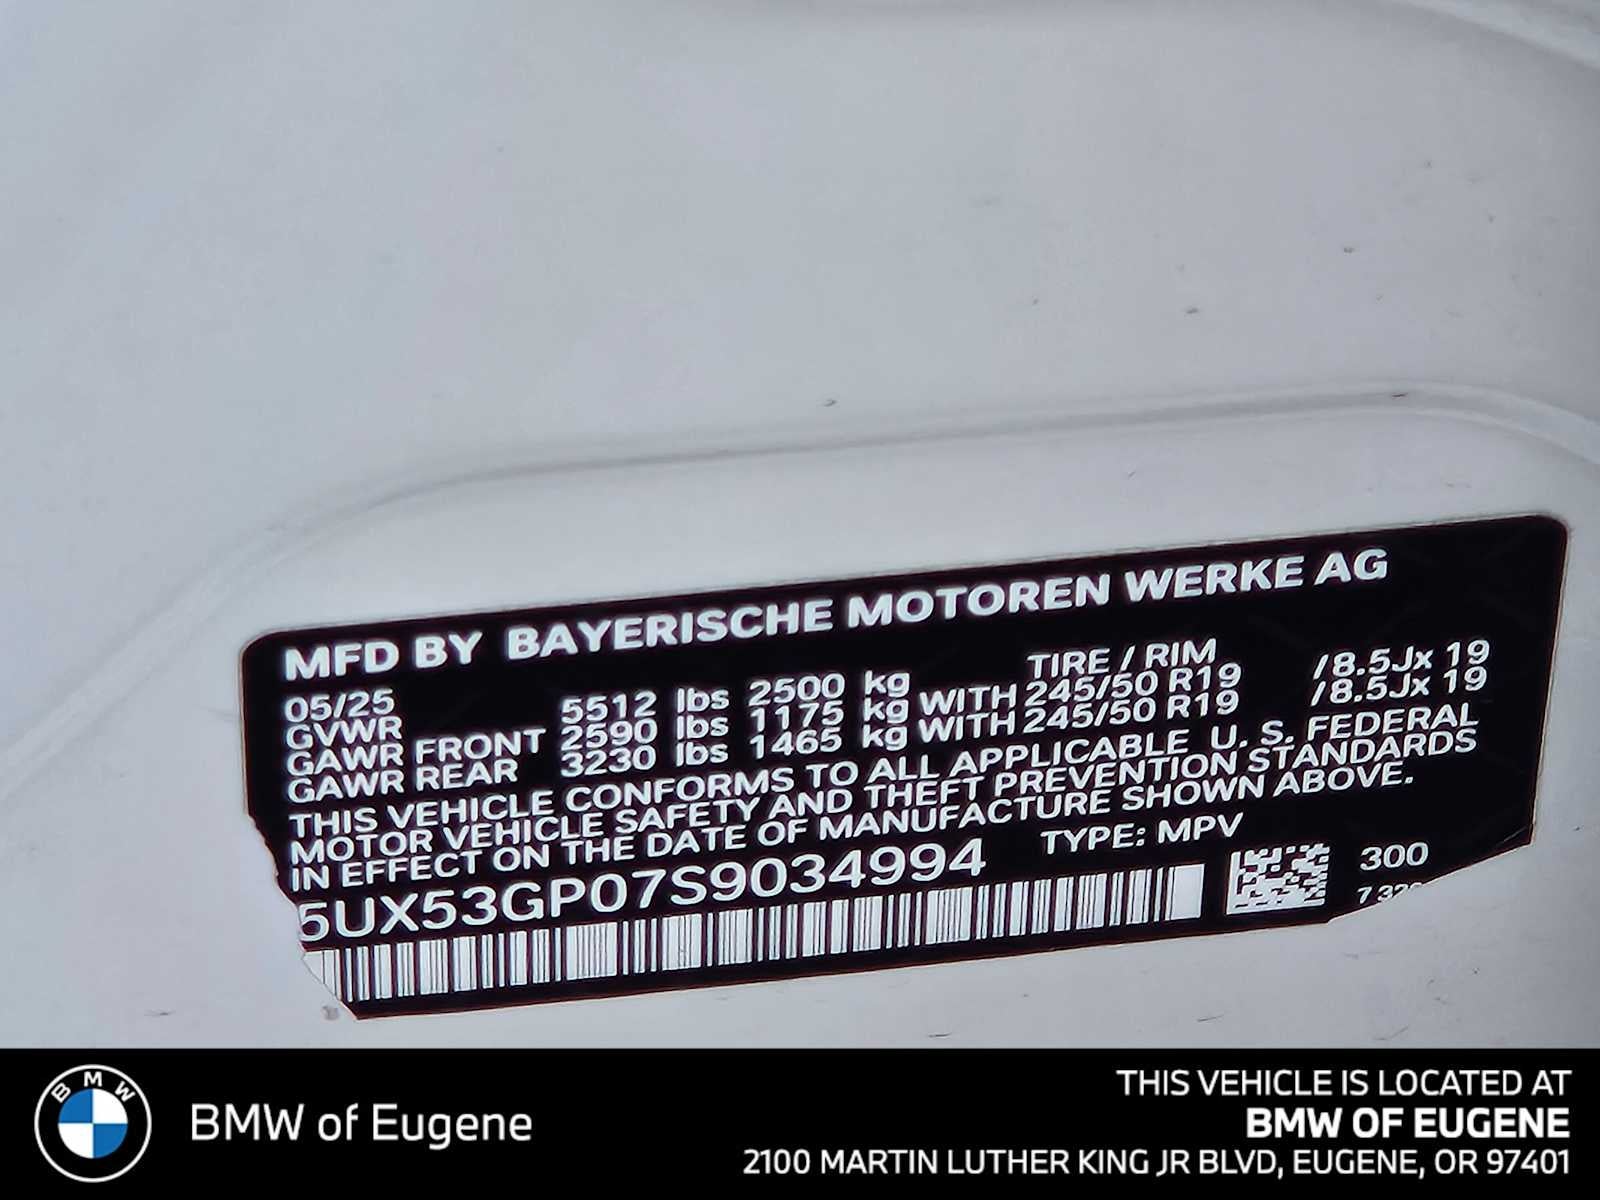 MFD BY BAYERISCHE MOTOREN WERKE AG
05/25 TIRE / RIM
GVWR 5512 lbs 2500 kg
GAWR FRONT 2590 lbs 1175 kg WITH 245/50 R19 /8.5Jx 19
GAWR REAR 3230 lbs 1465 kg WITH 245/50 R19 /8.5Jx 19
THIS VEHICLE CONFORMS TO ALL APPLICABLE U. S. FEDERAL
MOTOR VEHICLE SAFETY AND THEFT PREVENTION STANDARDS
IN EFFECT ON THE DATE OF MANUFACTURE SHOWN ABOVE.
5UX53GP07S9034994 TYPE: MPV
300
BMW
BMW of Eugene
THIS VEHICLE IS LOCATED AT
BMW OF EUGENE
2100 MARTIN LUTHER KING JR BLVD, EUGENE, OR 97401